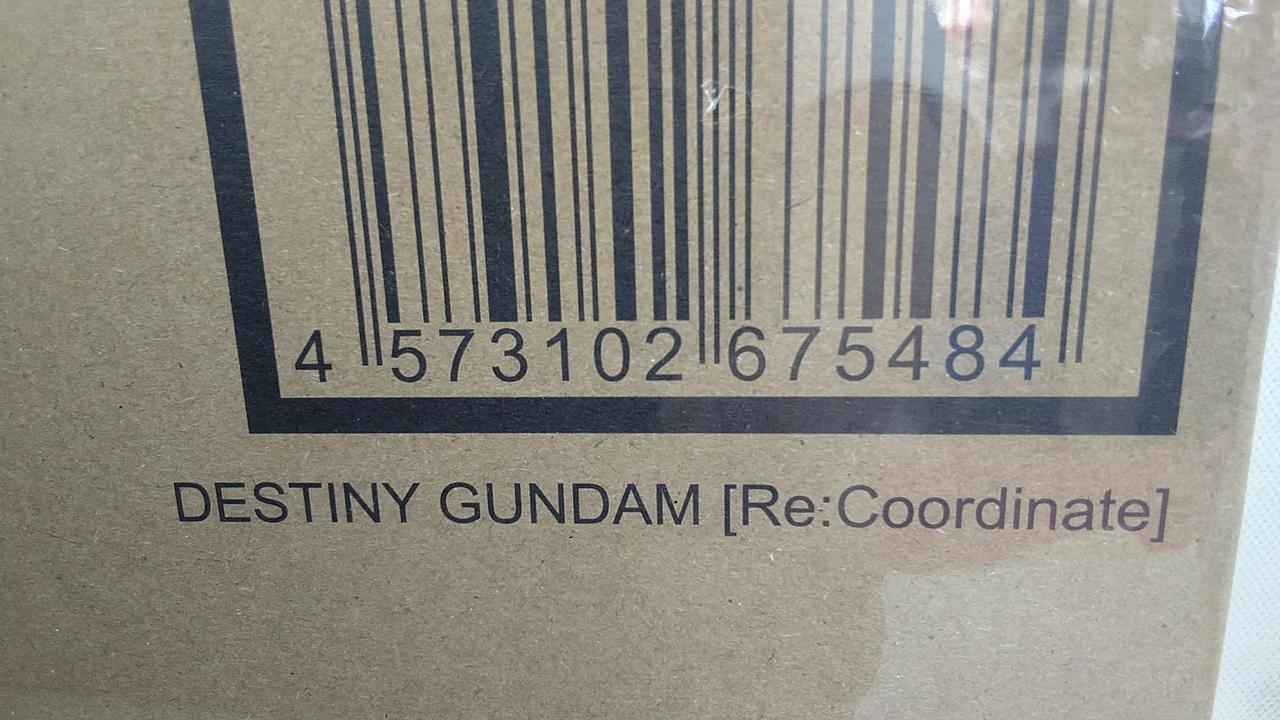 4 573102 675484
DESTINY GUNDAM [Re:Coordinate]